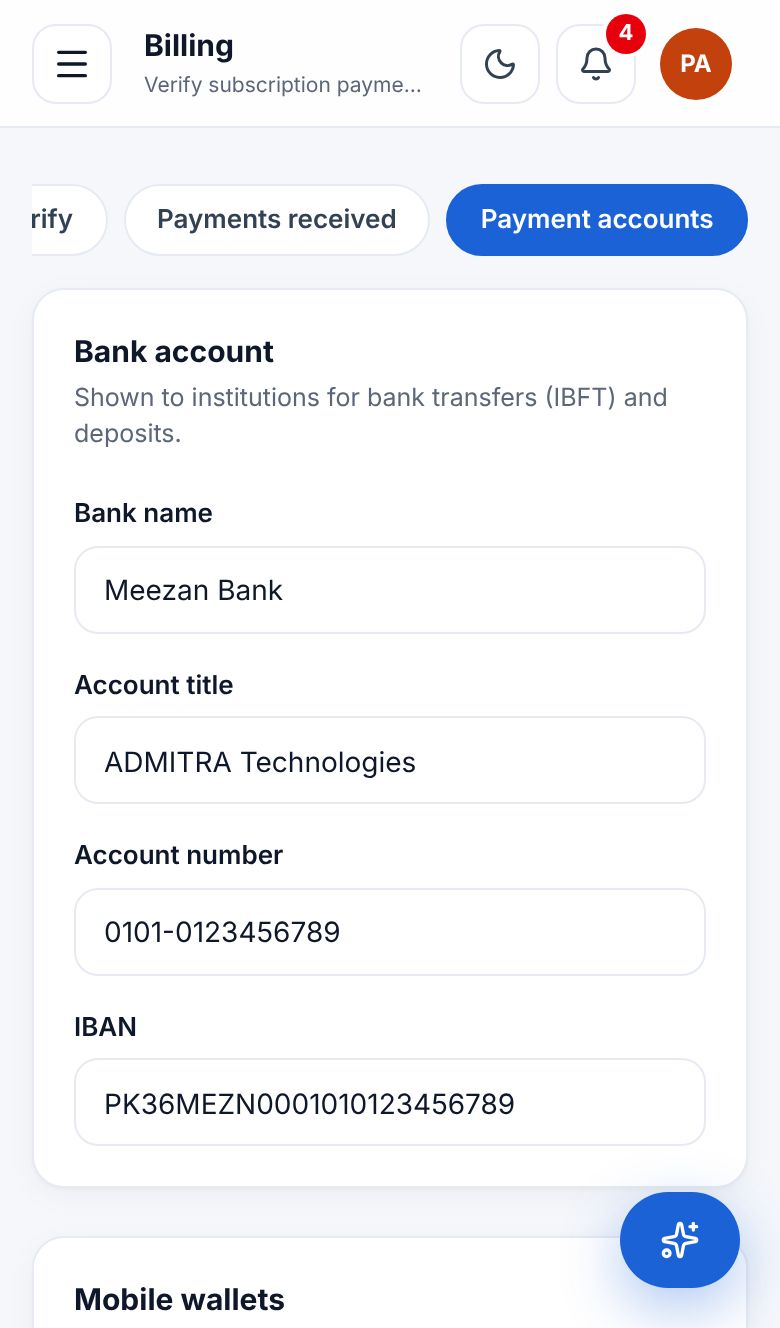 Billing
Verify subscription payme...
4
PA
rify
Payments received
Payment accounts
Bank account
Shown to institutions for bank transfers (IBFT) and
deposits.
Bank name
Meezan Bank
Account title
ADMITRA Technologies
Account number
0101-0123456789
IBAN
PK36MEZN0001010123456789
Mobile wallets